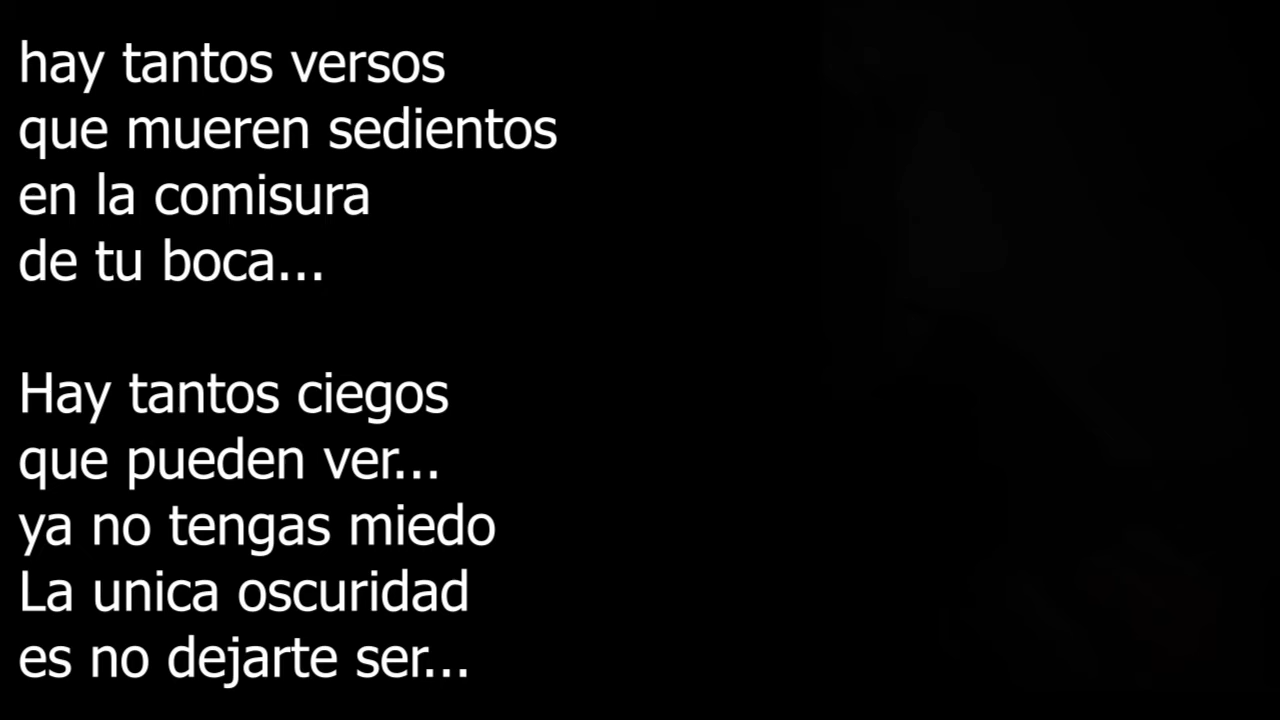 hay tantos versos
que mueren sedientos
en la comisura
de tu boca...
Hay tantos ciegos
que pueden ver...
ya no tengas miedo
La unica oscuridad
es no dejarte ser...